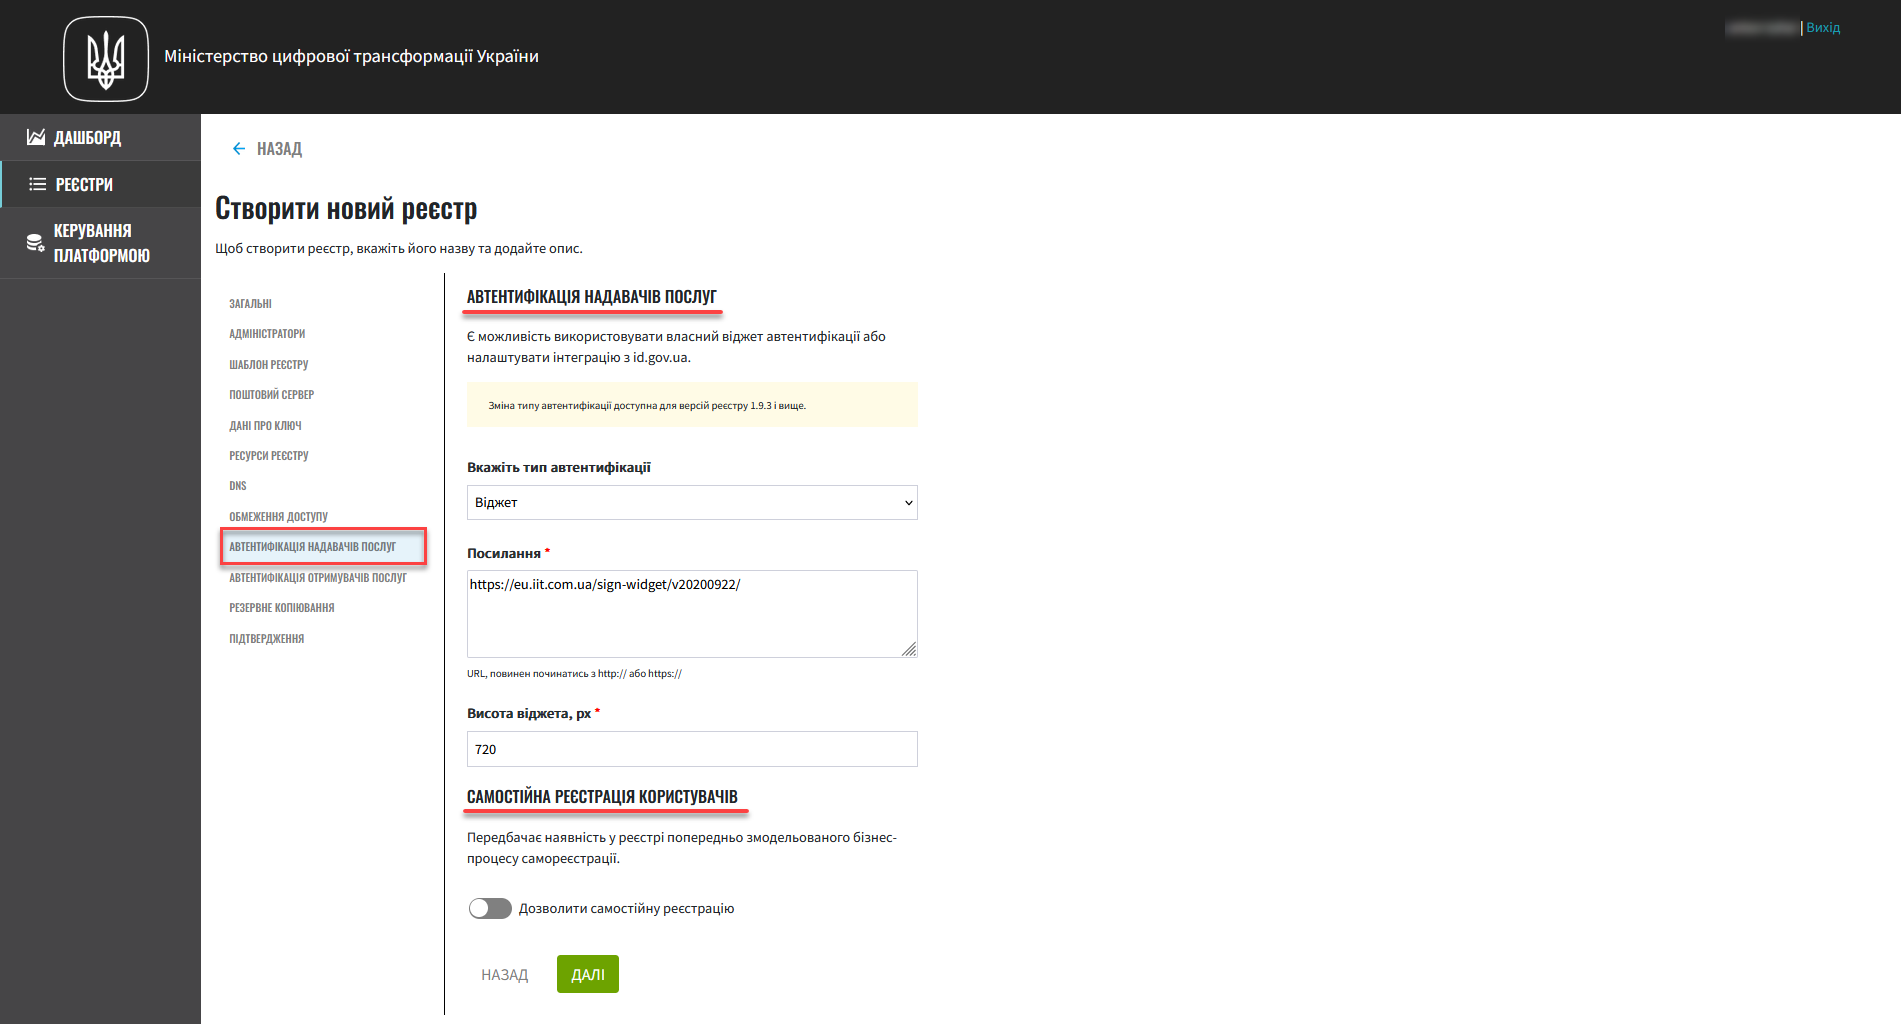 Міністерство цифрової трансформації України
Вихід
ДАШБОРД
РЕЄСТРИ
КЕРУВАННЯ
ПЛАТФОРМОЮ
НАЗАД
Створити новий реєстр
Щоб створити реєстр, вкажіть його назву та додайте опис.
ЗАГАЛЬНІ
АДМІНІСТРАТОРИ
ШАБЛОН РЕЄСТРУ
ПОШТОВИЙ СЕРВЕР
ДАНІ ПРО КЛЮЧ
РЕСУРСИ РЕЄСТРУ
DNS
ОБМЕЖЕННЯ ДОСТУПУ
АВТЕНТИФІКАЦІЯ НАДАВАЧІВ ПОСЛУГ
АВТЕНТИФІКАЦІЯ ОТРИМУВАЧІВ ПОСЛУГ
РЕЗЕРВНЕ КОПІЮВАННЯ
ПІДТВЕРДЖЕННЯ
АВТЕНТИФІКАЦІЯ НАДАВАЧІВ ПОСЛУГ
Є можливість використовувати власний віджет автентифікації або
налаштувати інтеграцію з id.gov.ua.
Зміна типу автентифікації доступна для версій реєстру 1.9.3 і вище.
Вкажіть тип автентифікації
Віджет
Посилання *
https://eu.iit.com.ua/sign-widget/v20200922/
URL, повинен починатись з http:// або https://
Висота віджета, px *
720
САМОСТІЙНА РЕЄСТРАЦІЯ КОРИСТУВАЧІВ
Передбачає наявність у реєстрі попередньо змодельованого бізнес-
процесу самореєстрації.
Дозволити самостійну реєстрацію
НАЗАД
ДАЛІ